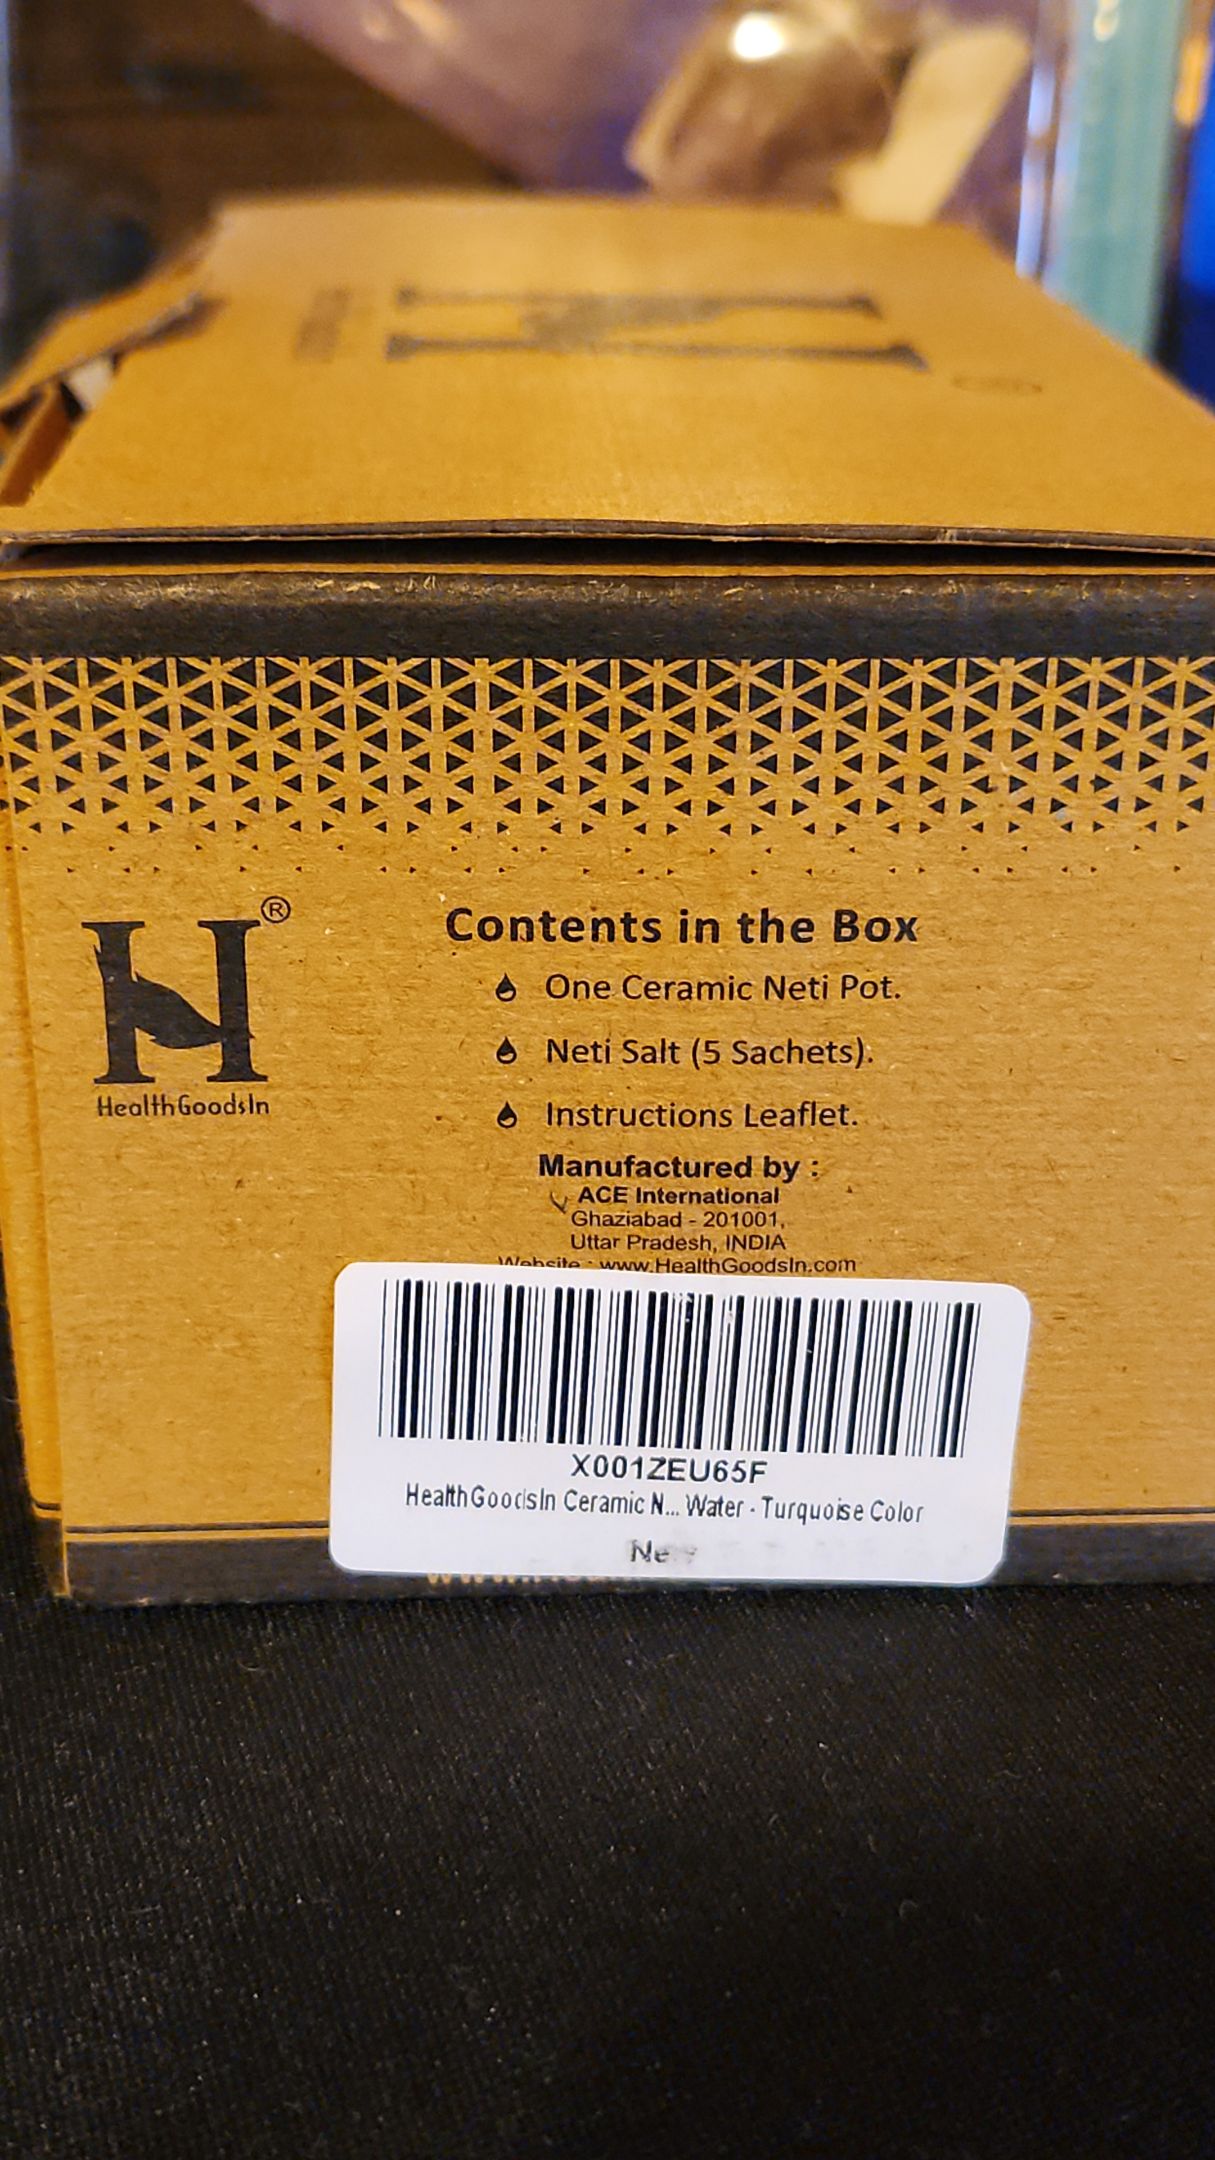 H®
HealthGoodsIn
Contents in the Box
One Ceramic Neti Pot.
Neti Salt (5 Sachets).
Instructions Leaflet.
Manufactured by :
ACE International
Ghaziabad - 201001,
Uttar Pradesh, INDIA
Website : www.HealthGoodsIn.com
X001ZEU65F
HealthGoodsIn Ceramic N... Water - Turquoise Color